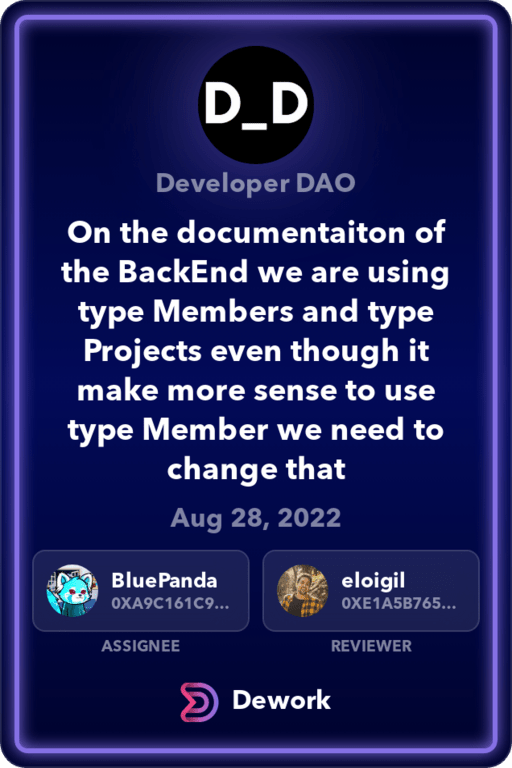 D_D
Developer DAO
On the documentaiton of
the BackEnd we are using
type Members and type
Projects even though it
make more sense to use
type Member we need to
change that
Aug 28, 2022
BluePanda
0XA9C161C9...
ASSIGNEE
eloigil
0XE1A5B765...
REVIEWER
Dework